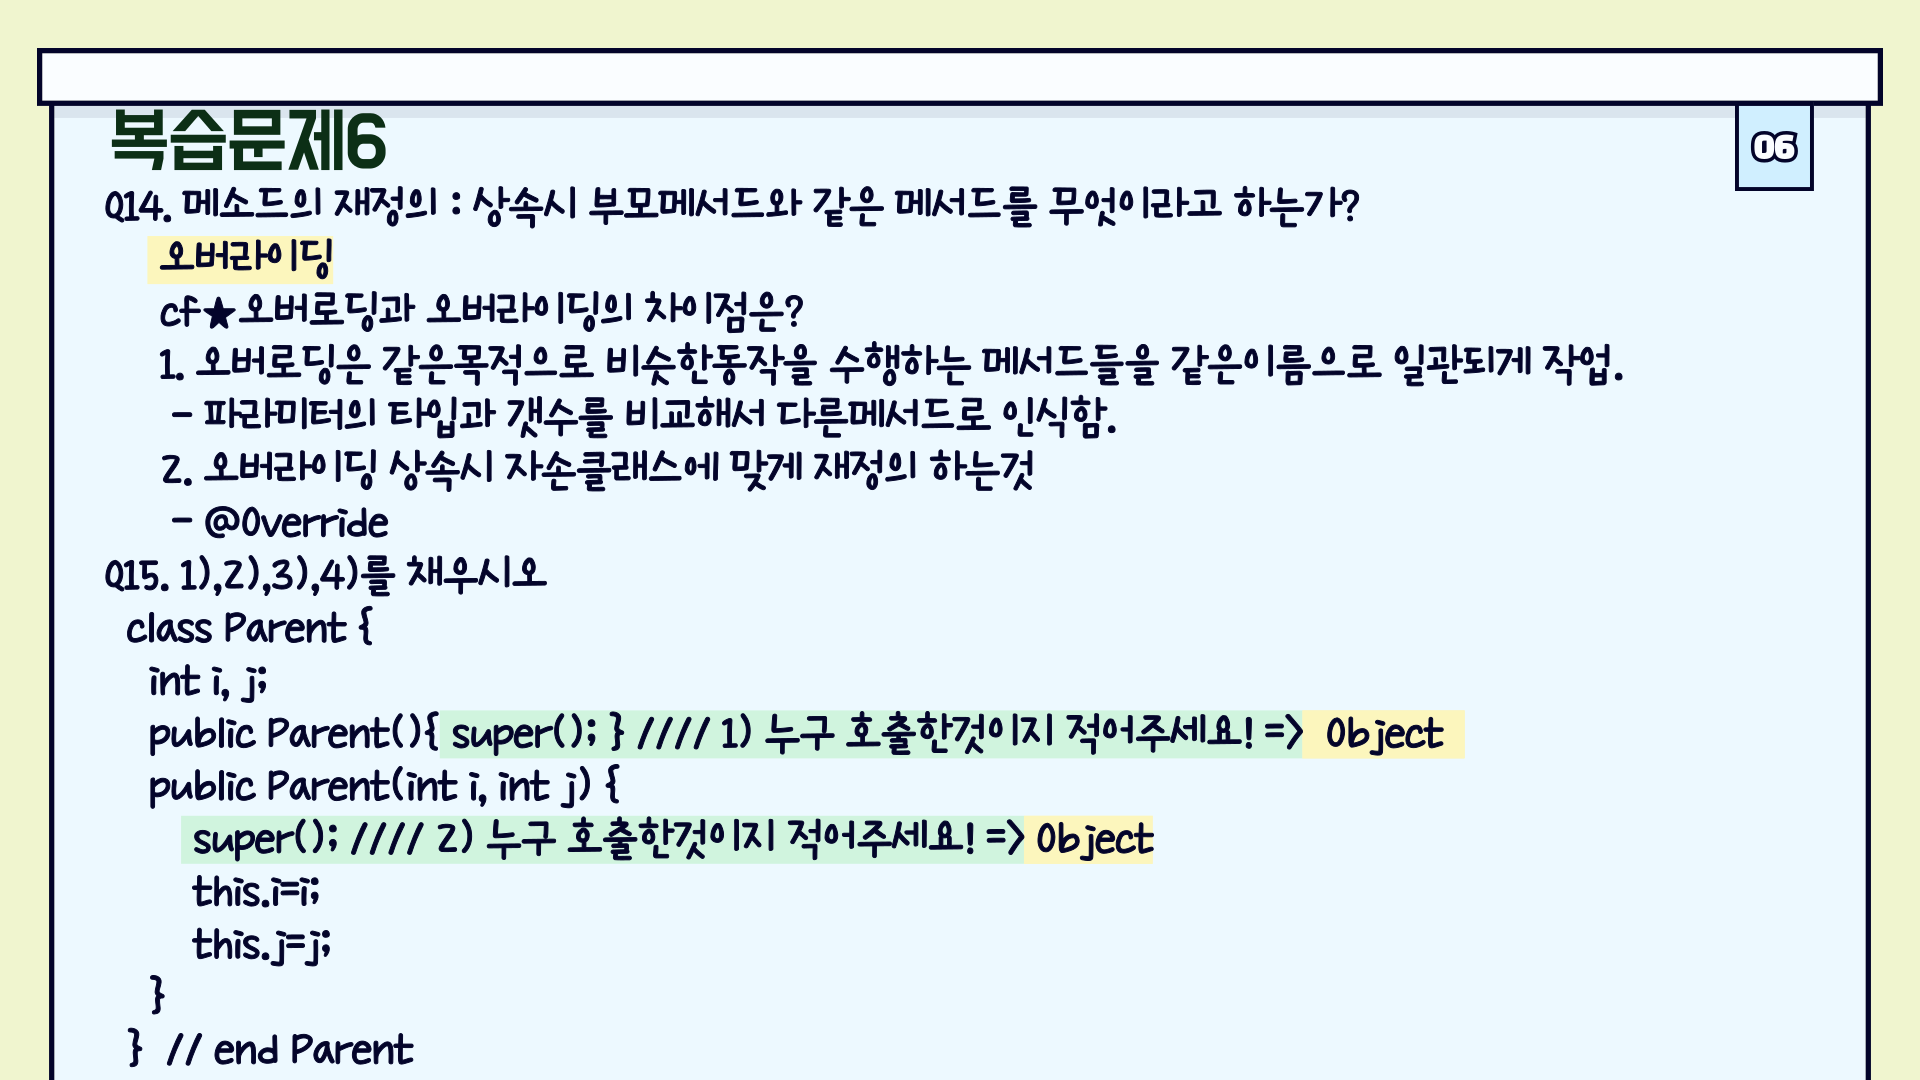 복습문제6
06
Q14. 메소드의 재정의 : 상속시 부모메서드와 같은 메서드를 무엇이라고 하는가?
오버라이딩
cf★오버로딩과 오버라이딩의 차이점은?
1. 오버로딩은 같은목적으로 비슷한동작을 수행하는 메서드들을 같은이름으로 일관되게 작업.
- 파라미터의 타입과 갯수를 비교해서 다른메서드로 인식함.
2. 오버라이딩 상속시 자손클래스에 맞게 재정의 하는것
- @Override
Q15. 1),2),3),4)를 채우시오
class Parent {
int i, j;
public Parent(){ super(); } //// 1) 누구 호출한것이지 적어주세요! => Object
public Parent(int i, int j) {
super(); //// 2) 누구 호출한것이지 적어주세요! => Object
this.i=i;
this.j=j;
}
} // end Parent